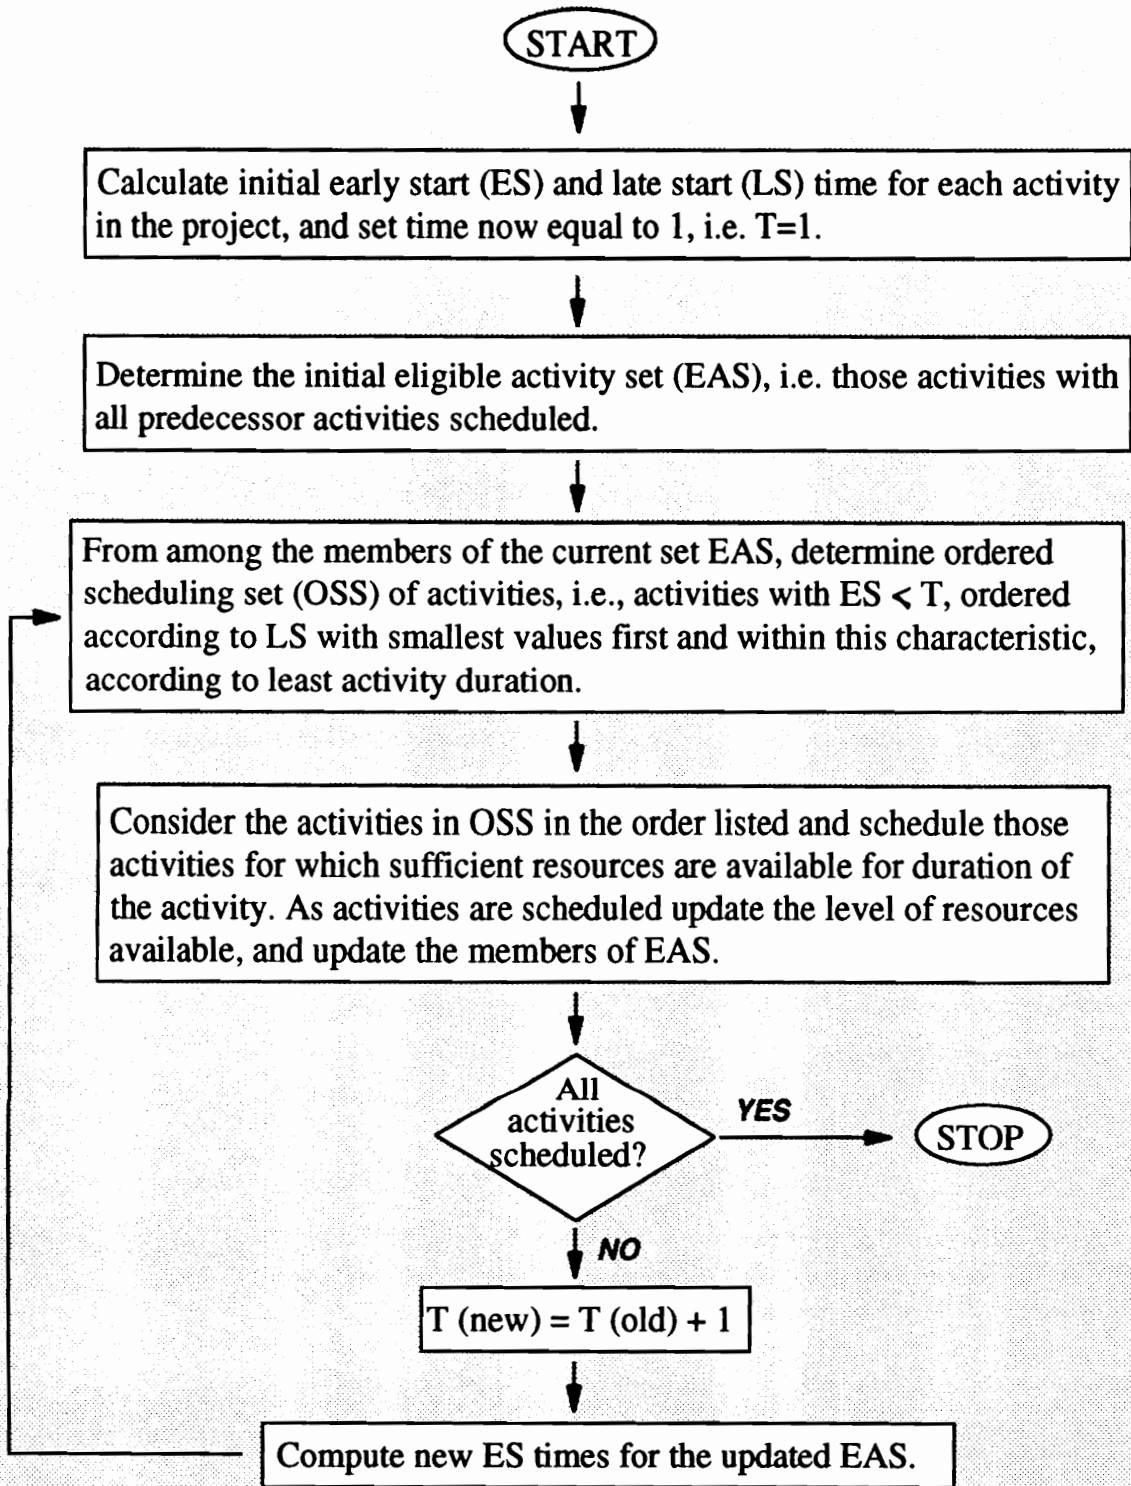 START
Calculate initial early start (ES) and late start (LS) time for each activity
in the project, and set time now equal to 1, i.e. T=1.
Determine the initial eligible activity set (EAS), i.e. those activities with
all predecessor activities scheduled.
From among the members of the current set EAS, determine ordered
scheduling set (OSS) of activities, i.e., activities with ES < T, ordered
according to LS with smallest values first and within this characteristic,
according to least activity duration.
Consider the activities in OSS in the order listed and schedule those
activities for which sufficient resources are available for duration of
the activity. As activities are scheduled update the level of resources
available, and update the members of EAS.
All
activities
scheduled?
YES
STOP
NO
T (new) = T (old) + 1
Compute new ES times for the updated EAS.